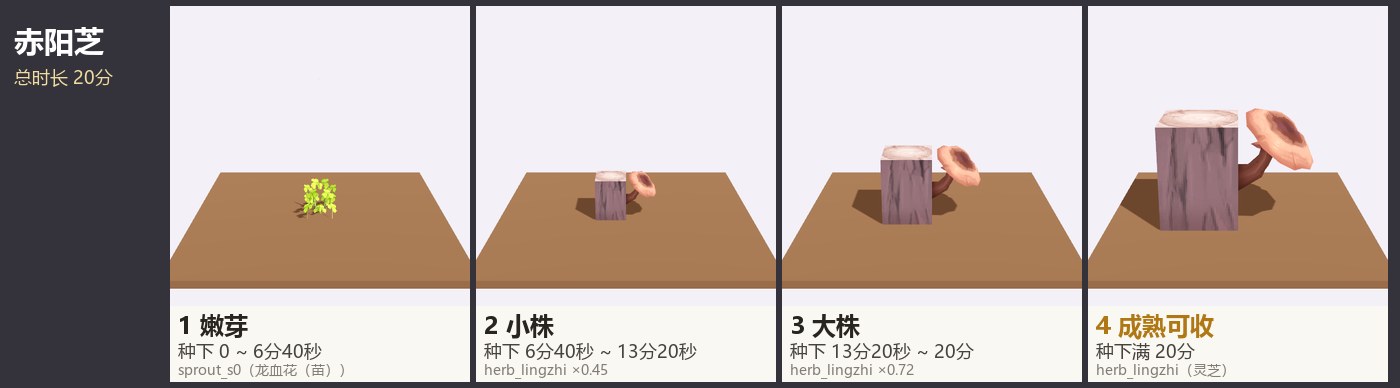 赤阳芝
总时长 20分
1 嫩芽
种下 0 ~ 6分40秒
sprout_s0（龙血花（苗））
2 小株
种下 6分40秒 ~ 13分20秒
herb_lingzhi ×0.45
3 大株
种下 13分20秒 ~ 20分
herb_lingzhi ×0.72
4 成熟可收
种下满 20分
herb_lingzhi（灵芝）